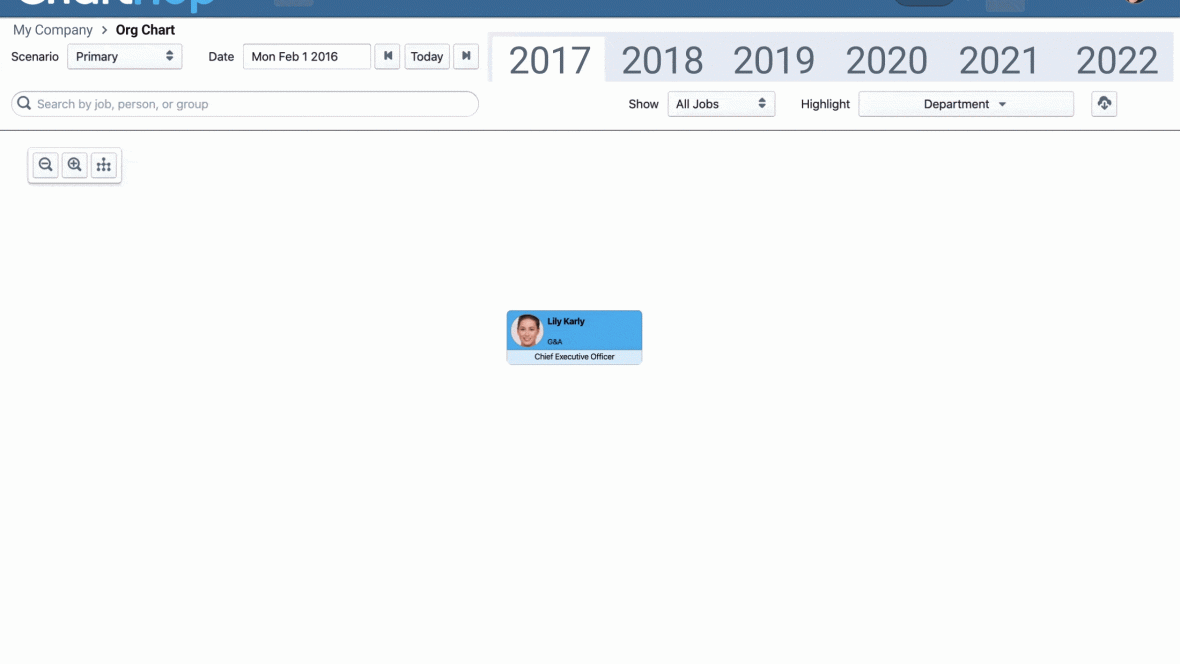 My Company > Org Chart
Scenario Primary Date Mon Feb 1 2016 Today 2017 2018 2019 2020 2021 2022
Search by job, person, or group Show All Jobs Highlight Department
Lily Karly
G&A
Chief Executive Officer